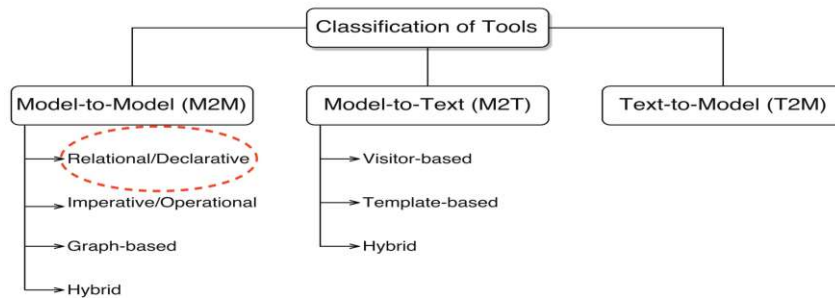 Classification of Tools
Model-to-Model (M2M)
Relational/Declarative
Imperative/Operational
Graph-based
Hybrid
Model-to-Text (M2T)
Visitor-based
Template-based
Hybrid
Text-to-Model (T2M)